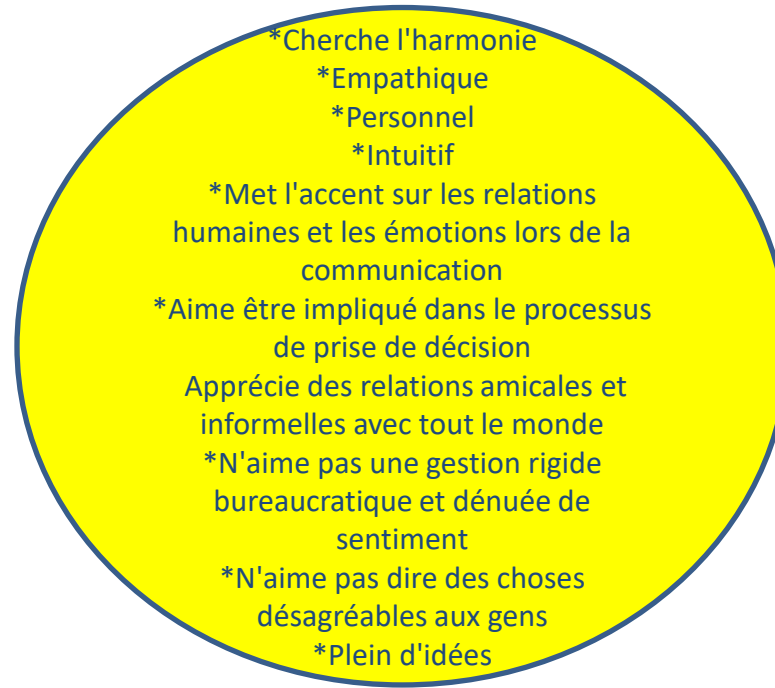 *Cherche l'harmonie
*Empathique
*Personnel
*Intuitif
*Met l'accent sur les relations
humaines et les émotions lors de la
communication
*Aime être impliqué dans le processus
de prise de décision
Apprécie des relations amicales et
informelles avec tout le monde
*N'aime pas une gestion rigide
bureaucratique et dénuée de
sentiment
*N'aime pas dire des choses
désagréables aux gens
*Plein d'idées